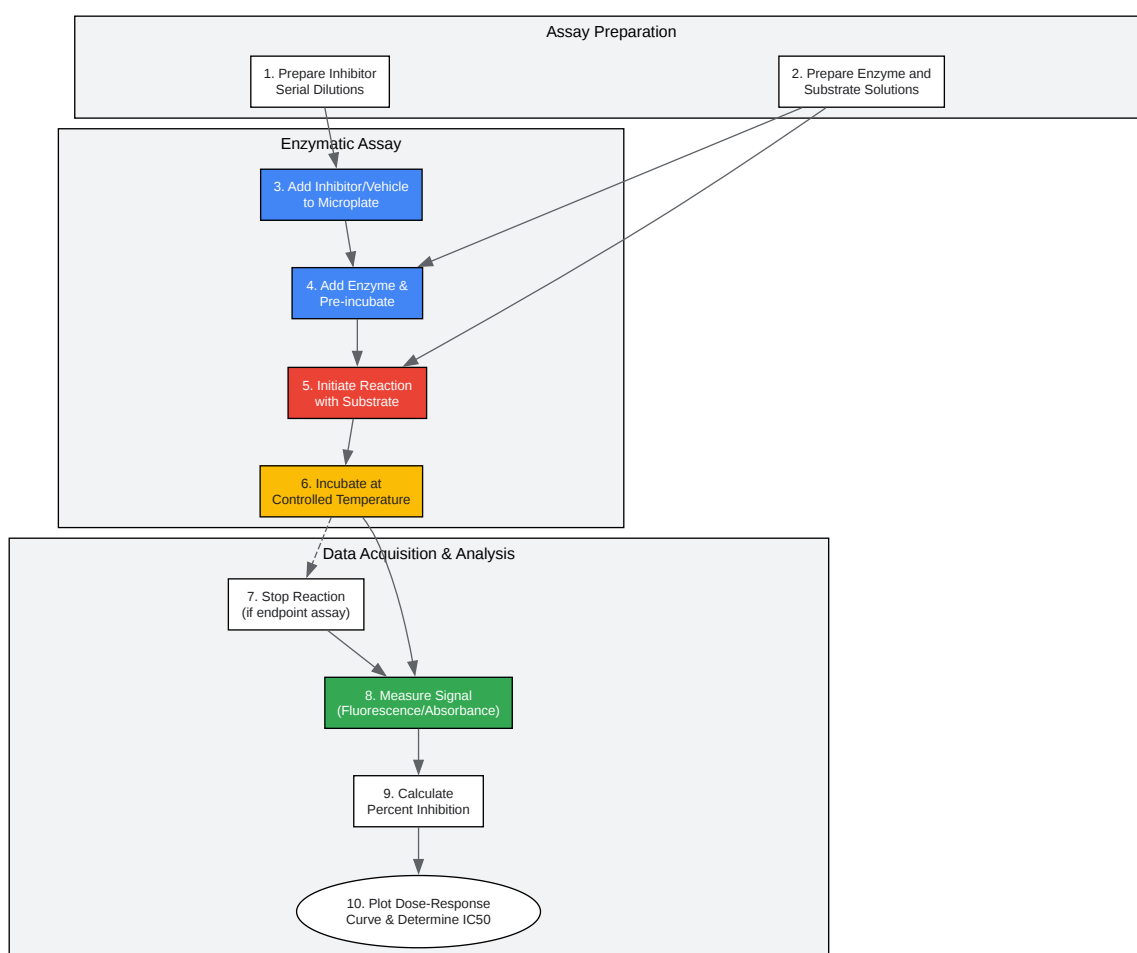 Assay Preparation
1. Prepare Inhibitor
Serial Dilutions
2. Prepare Enzyme and
Substrate Solutions
Enzymatic Assay
3. Add Inhibitor/Vehicle
to Microplate
4. Add Enzyme &
Pre-incubate
5. Initiate Reaction
with Substrate
6. Incubate at
Controlled Temperature
Data Acquisition & Analysis
7. Stop Reaction
(if endpoint assay)
8. Measure Signal
(Fluorescence/Absorbance)
9. Calculate
Percent Inhibition
10. Plot Dose-Response
Curve & Determine IC50